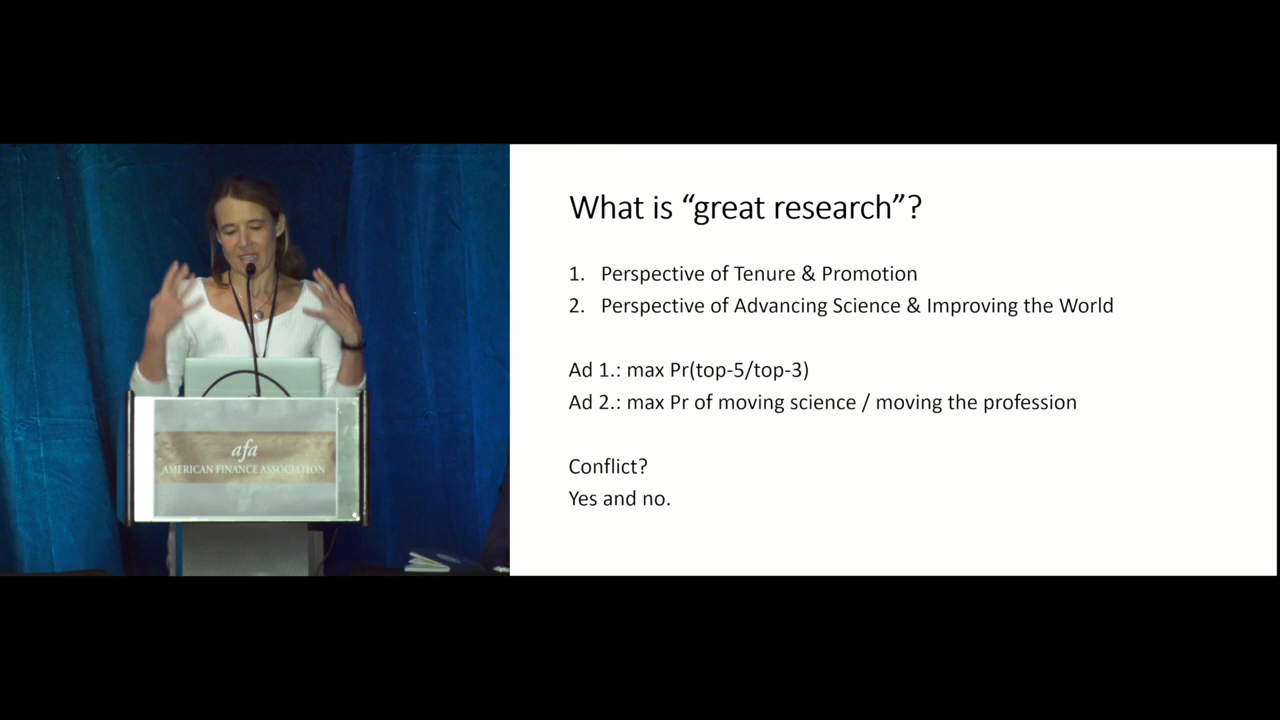 afa
AMERICAN FINANCE ASSOCIATION
What is “great research”?
1. Perspective of Tenure & Promotion
2. Perspective of Advancing Science & Improving the World
Ad 1.: max Pr(top-5/top-3)
Ad 2.: max Pr of moving science / moving the profession
Conflict?
Yes and no.